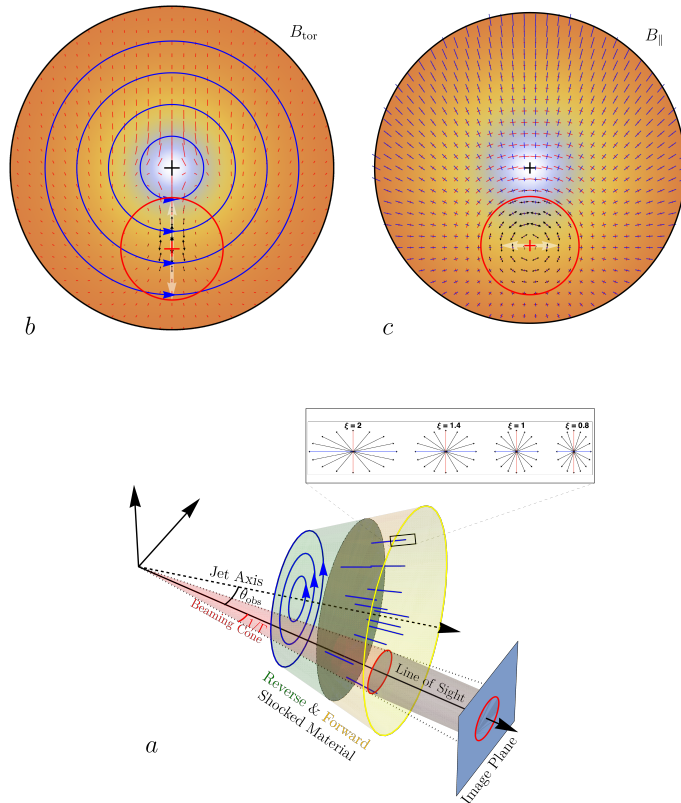 B_tor
B_∥
b
c
ξ = 2
ξ = 1.4
ξ = 1
ξ = 0.8
Jet Axis
θ_obs
1/Γ
Beaming Cone
Line of Sight
Reverse & Forward
Shocked Material
Image Plane
a